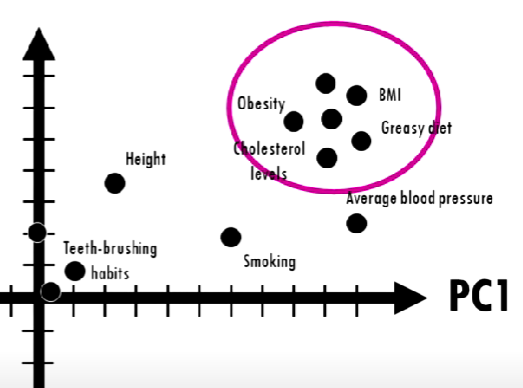 BMI
Obesity
Greasy diet
Cholesterol
levels
Height
Average blood pressure
Teeth-brushing
habits
Smoking
PC1